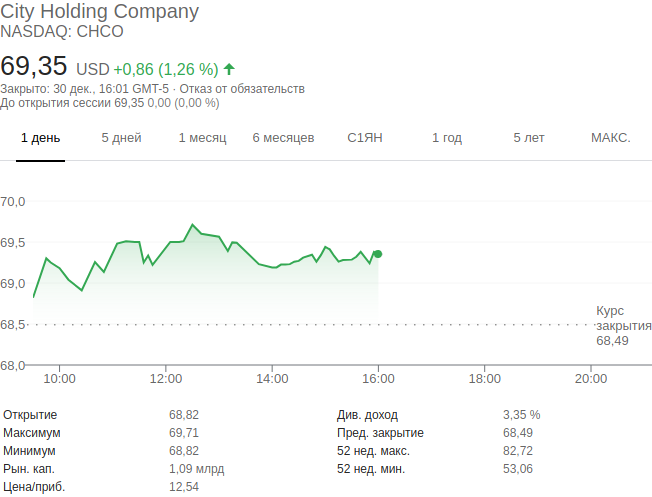 City Holding Company
NASDAQ: CHCO
69,35 USD +0,86 (1,26 %)
Закрыто: 30 дек., 16:01 GMT-5 · Отказ от обязательств
До открытия сессии 69,35 0,00 (0,00 %)
1 день 5 дней 1 месяц 6 месяцев С1ЯН 1 год 5 лет МАКС.
70,0
69,5
69,0
68,5
68,0
Курс
закрытия
68,49
10:00 12:00 14:00 16:00 18:00 20:00
Открытие 68,82 Див. доход 3,35 %
Максимум 69,71 Пред. закрытие 68,49
Минимум 68,82 52 нед. макс. 82,72
Рын. кап. 1,09 млрд 52 нед. мин. 53,06
Цена/приб. 12,54